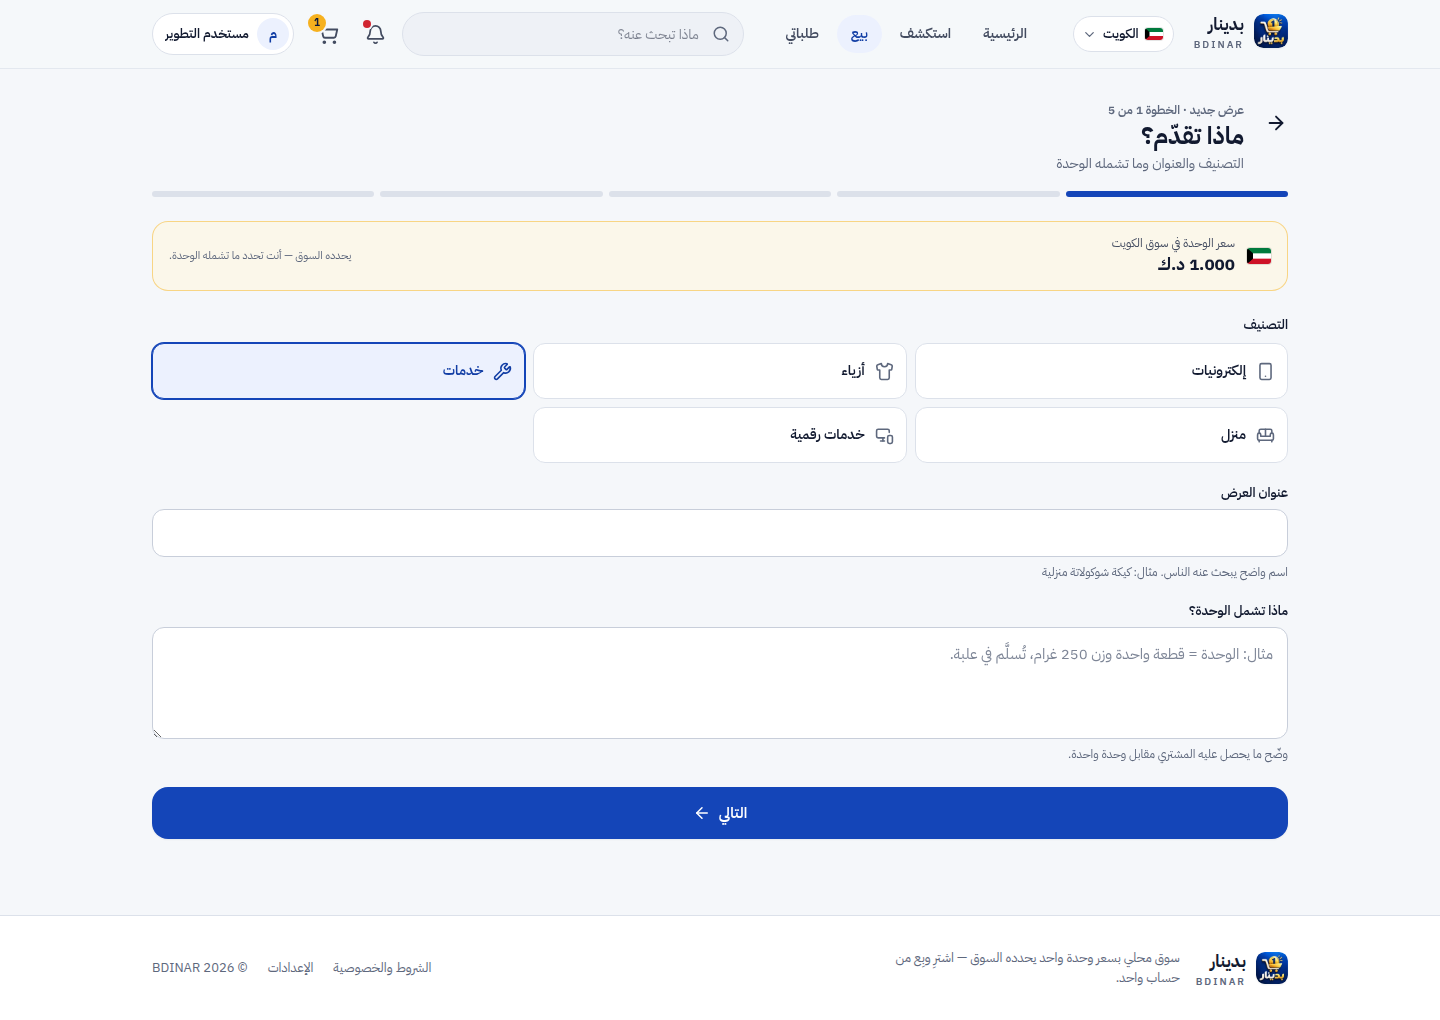 بدينار
BDINAR
الكويت
الرئيسية
استكشف
بيع
طلباتي
ماذا تبحث عنه؟
1
م
مستخدم التطوير
عرض جديد · الخطوة 1 من 5
ماذا تقدّم؟
التصنيف والعنوان وما تشمله الوحدة
سعر الوحدة في سوق الكويت
1.000 د.ك
يحدده السوق — أنت تحدد ما تشمله الوحدة.
التصنيف
إلكترونيات
أزياء
خدمات
منزل
خدمات رقمية
عنوان العرض
اسم واضح يبحث عنه الناس. مثال: كيكة شوكولاتة منزلية
ماذا تشمل الوحدة؟
مثال: الوحدة = قطعة واحدة وزن 250 غرام، تُسلَّم في علبة.
وضّح ما يحصل عليه المشتري مقابل وحدة واحدة.
التالي
بدينار
BDINAR
سوق محلي بسعر وحدة واحد يحدده السوق — اشترِ وبِع من
حساب واحد.
الشروط والخصوصية
الإعدادات
© 2026 BDINAR